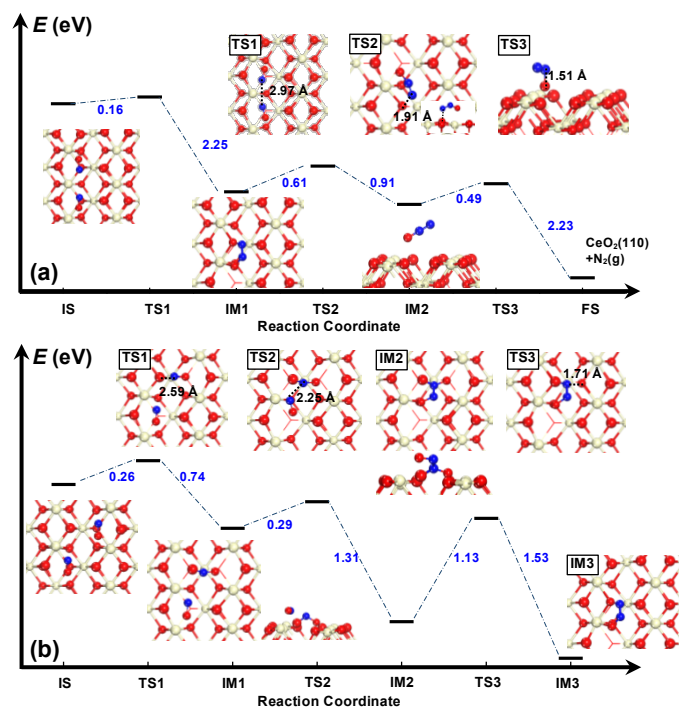 E (eV)
TS1
TS2
TS3
2.97 Å
1.91 Å
1.51 Å
0.16
2.25
0.61
0.91
0.49
2.23
CeO₂(110)
+N₂(g)
(a)
IS
TS1
IM1
TS2
IM2
TS3
FS
Reaction Coordinate
E (eV)
TS1
TS2
IM2
TS3
2.59 Å
2.25 Å
1.71 Å
0.26
0.74
0.29
1.31
1.13
1.53
IM3
(b)
IS
TS1
IM1
TS2
IM2
TS3
IM3
Reaction Coordinate